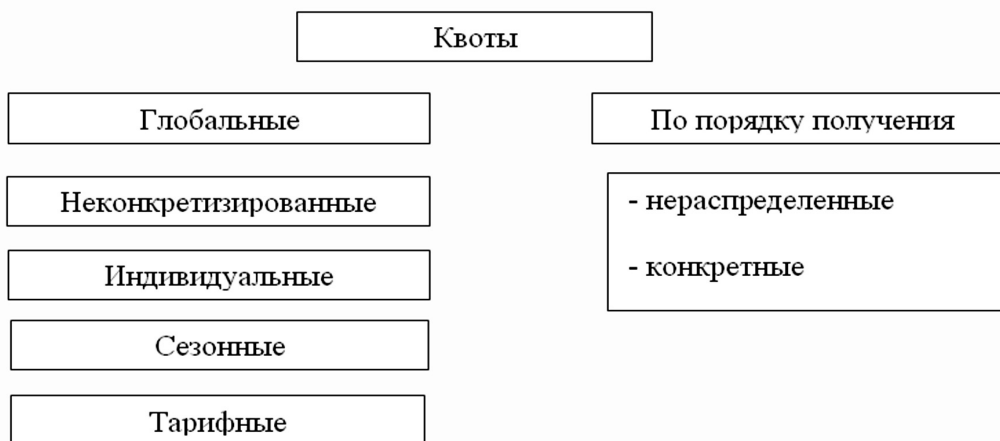 Квоты
Глобальные
По порядку получения
Неконкретизированные
- нераспределенные
Индивидуальные
- конкретные
Сезонные
Тарифные